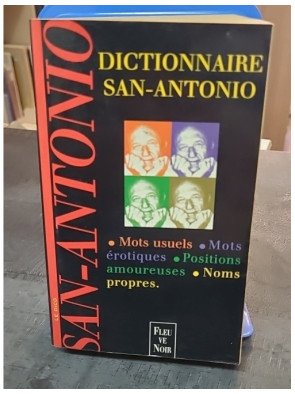 DICTIONNAIRE
SAN-ANTONIO
SAN-ANTONIO
• Mots usuels • Mots
érotiques • Positions
amoureuses • Noms
propres.
FLEU
VE
NOIR